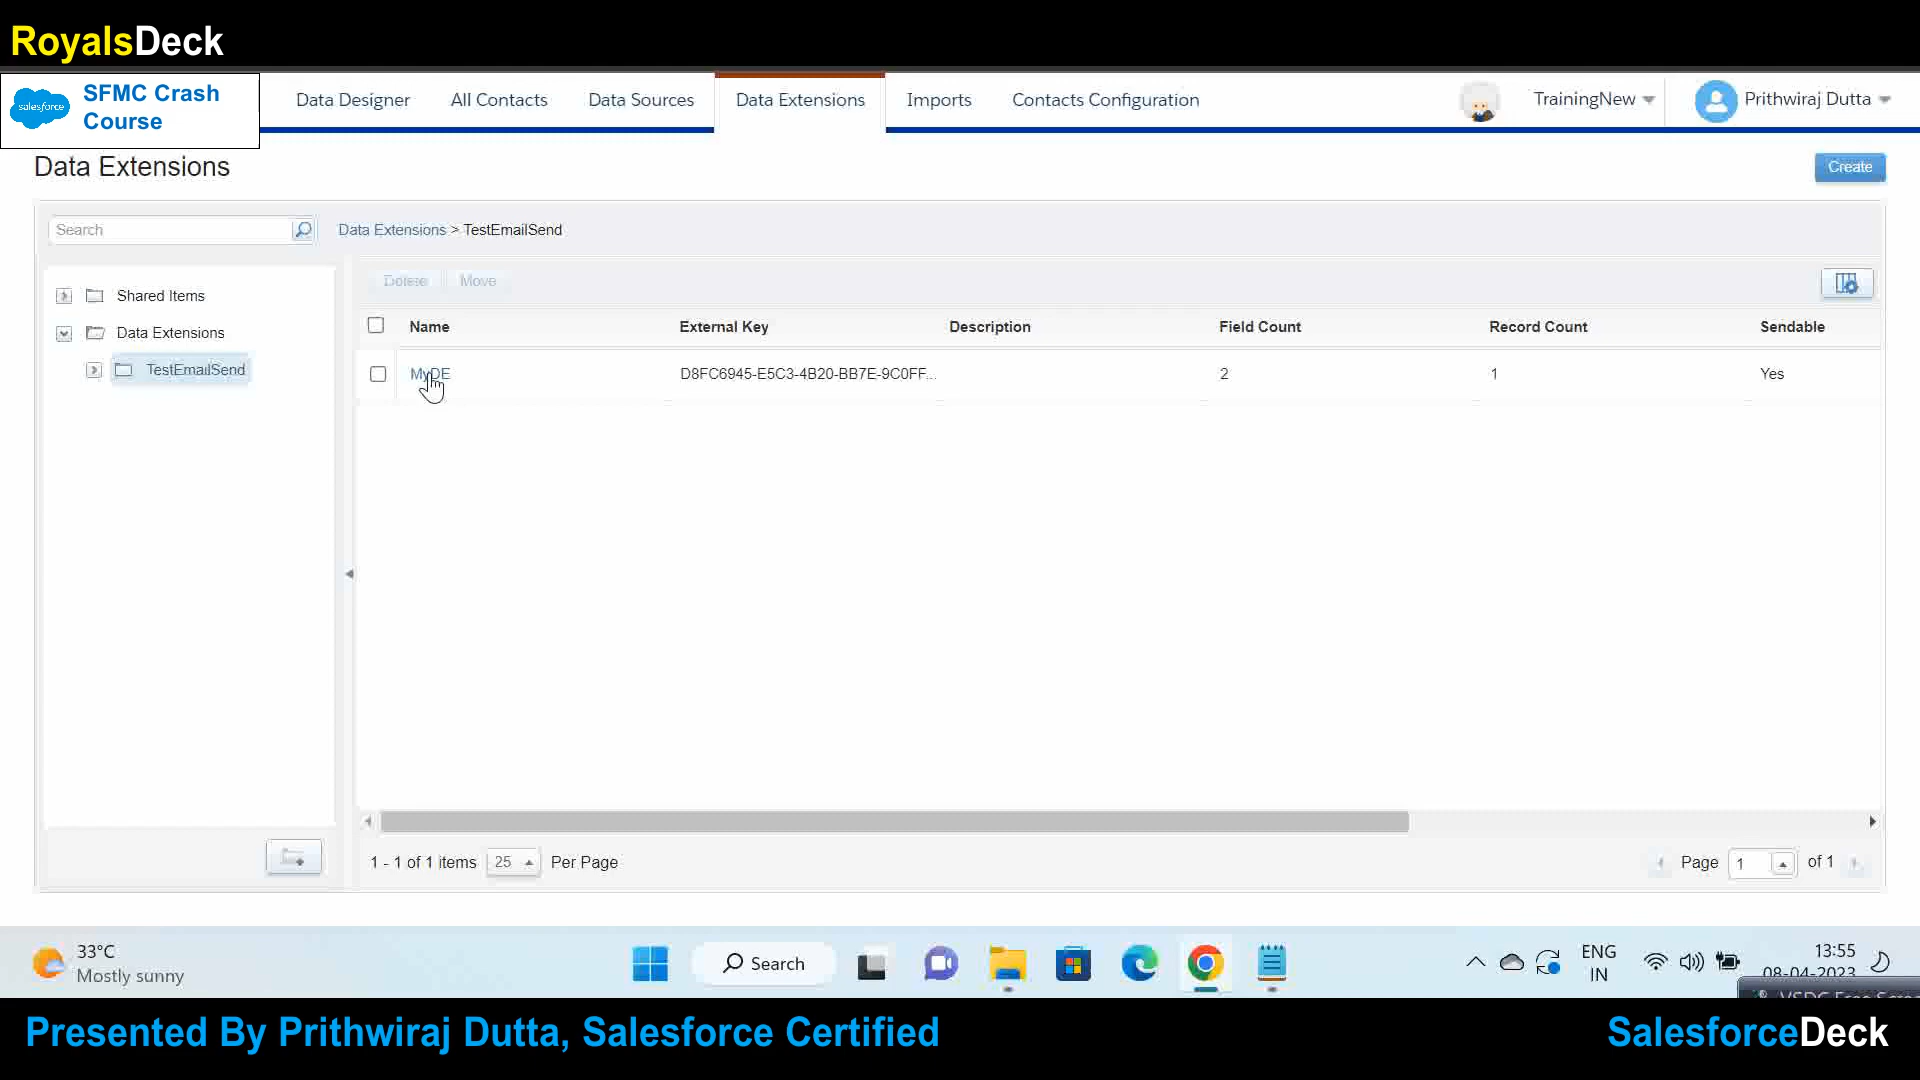 RoyalsDeck
salesforce
SFMC Crash
Course
Data Designer All Contacts Data Sources Data Extensions Imports Contacts Configuration TrainingNew Prithwiraj Dutta
Data Extensions
Create
Search
Data Extensions > TestEmailSend
Delete Move
Shared Items
Data Extensions
TestEmailSend
Name External Key Description Field Count Record Count Sendable
MyDE D8FC6945-E5C3-4B20-BB7E-9C0FF... 2 1 Yes
1 - 1 of 1 items 25 Per Page
Page 1 of 1
33°C
Mostly sunny
Search
ENG
IN
13:55
08-04-2023
Presented By Prithwiraj Dutta, Salesforce Certified
SalesforceDeck